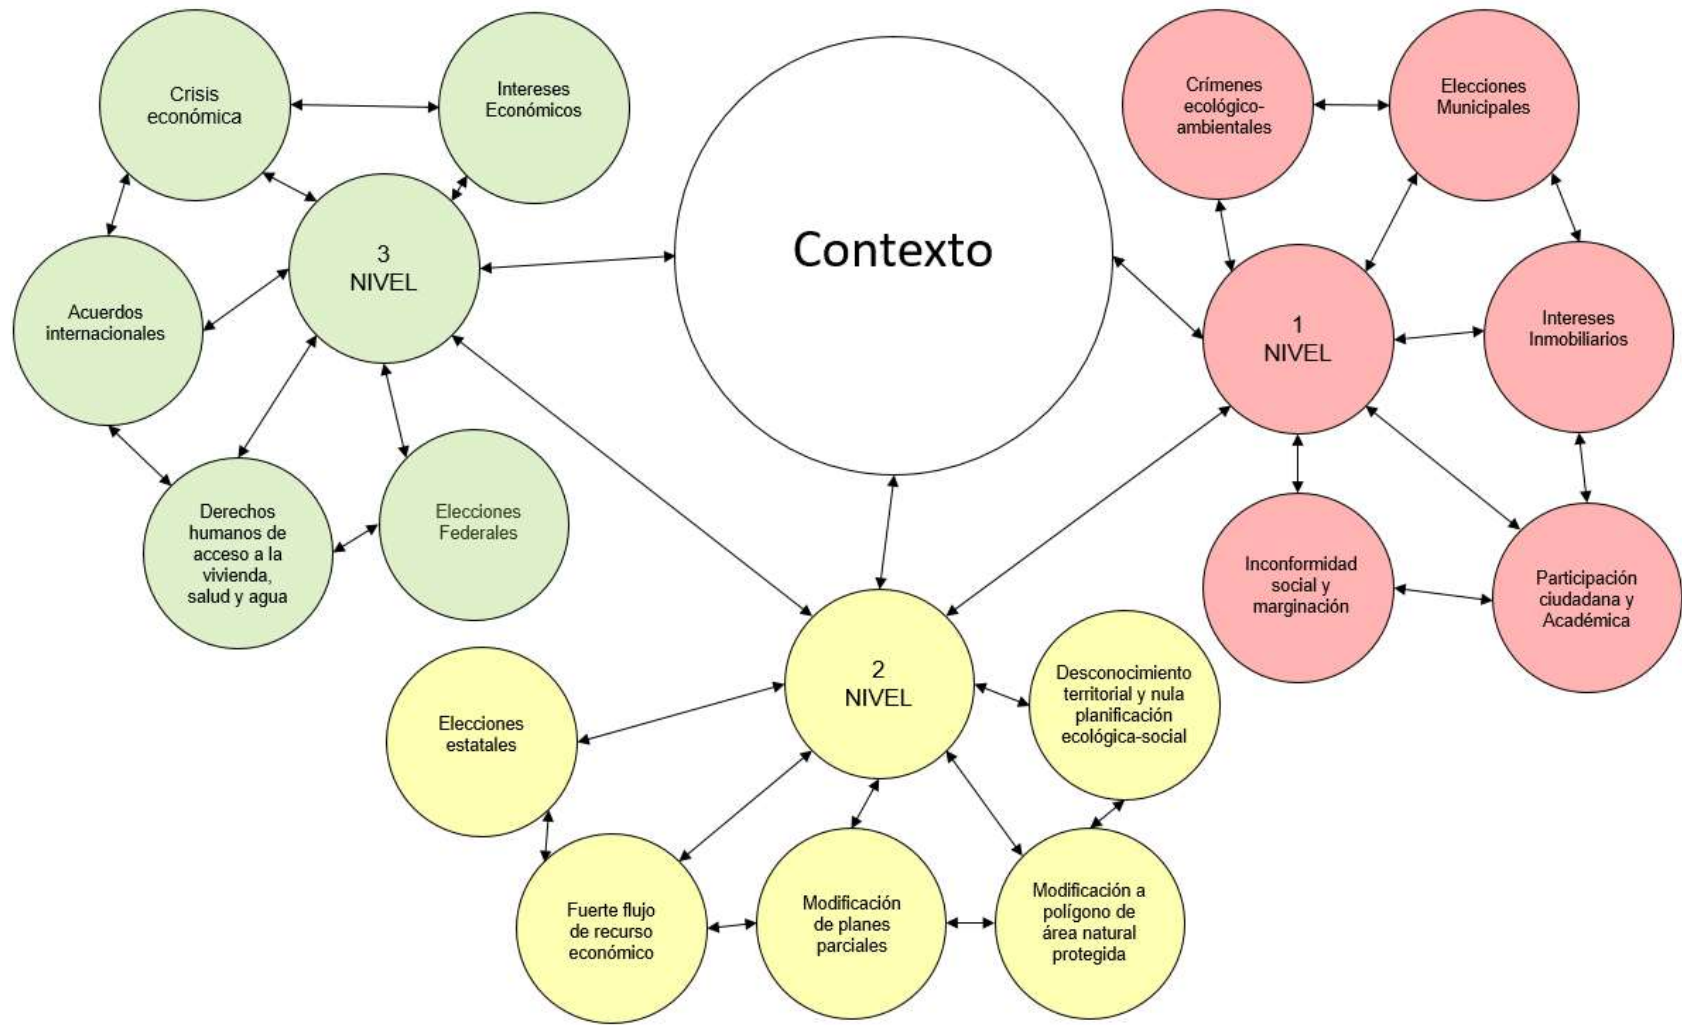 Crisis
económica
Intereses
Económicos
3
NIVEL
Acuerdos
internacionales
Derechos
humanos de
acceso a la
vivienda,
salud y agua
Elecciones
Federales
Contexto
Crímenes
ecológico-
ambientales
Elecciones
Municipales
1
NIVEL
Intereses
Inmobiliarios
Inconformidad
social y
marginación
Participación
ciudadana y
Académica
2
NIVEL
Desconocimiento
territorial y nula
planificación
ecológica-social
Elecciones
estatales
Fuerte flujo
de recurso
económico
Modificación
de planes
parciales
Modificación a
polígono de
área natural
protegida